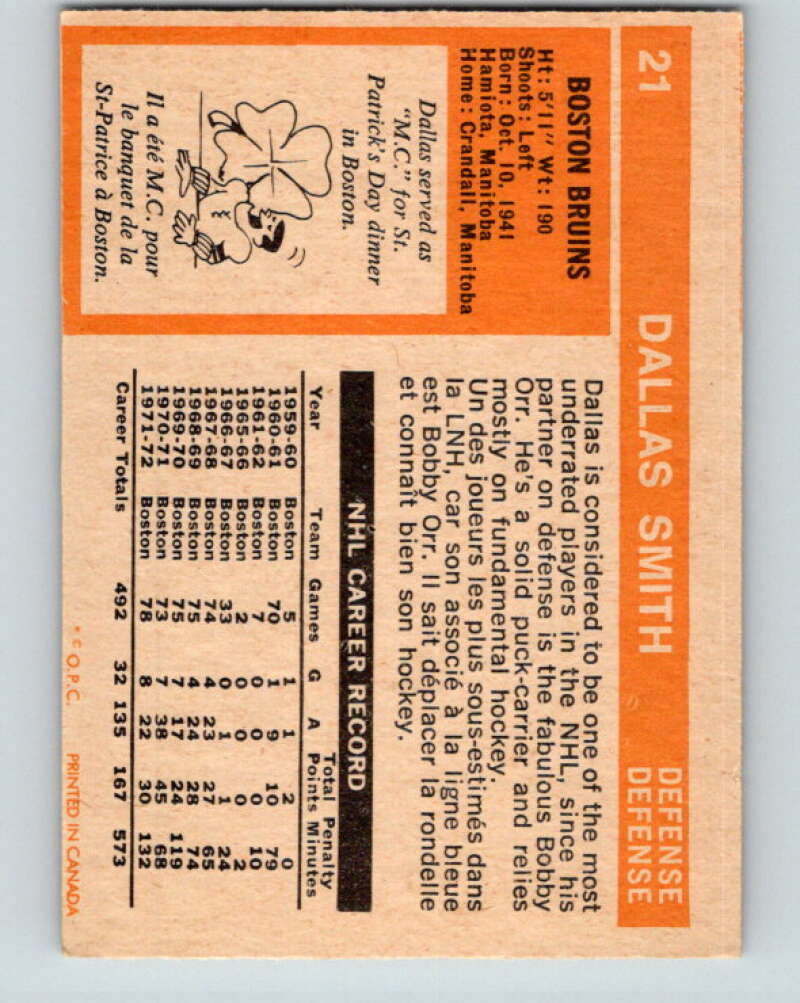 21 DALLAS SMITH DEFENSE
DEFENSE
BOSTON BRUINS
Ht: 5'11" Wt: 190
Shoots: Left
Born: Oct. 10, 1941
Hamiota, Manitoba
Home: Crandall, Manitoba
Dallas served as
"M.C." for St.
Patrick's Day dinner
in Boston.
Il a été M.C. pour
le banquet de la
St-Patrice à Boston.
Dallas is considered to be one of the most
underrated players in the NHL, since his
partner on defense is the fabulous Bobby
Orr. He's a solid puck-carrier and relies
mostly on fundamental hockey.
Un des joueurs les plus sous-estimés dans
la LNH, car son associé à la ligne bleue
est Bobby Orr. Il sait déplacer la rondelle
et connaît bien son hockey.
NHL CAREER RECORD
Total Penalty
Year Team Games G A Points Minutes
1959-60 Boston 5 1 1 2 0
1960-61 Boston 70 1 9 10 79
1961-62 Boston 7 0 0 0 10
1965-66 Boston 2 0 0 0 2
1966-67 Boston 33 0 1 1 24
1967-68 Boston 74 4 23 27 65
1968-69 Boston 75 4 24 28 74
1969-70 Boston 75 7 17 24 119
1970-71 Boston 73 7 38 45 68
1971-72 Boston 78 8 22 30 132
Career Totals 492 32 135 167 573
* © O.P.C. PRINTED IN CANADA